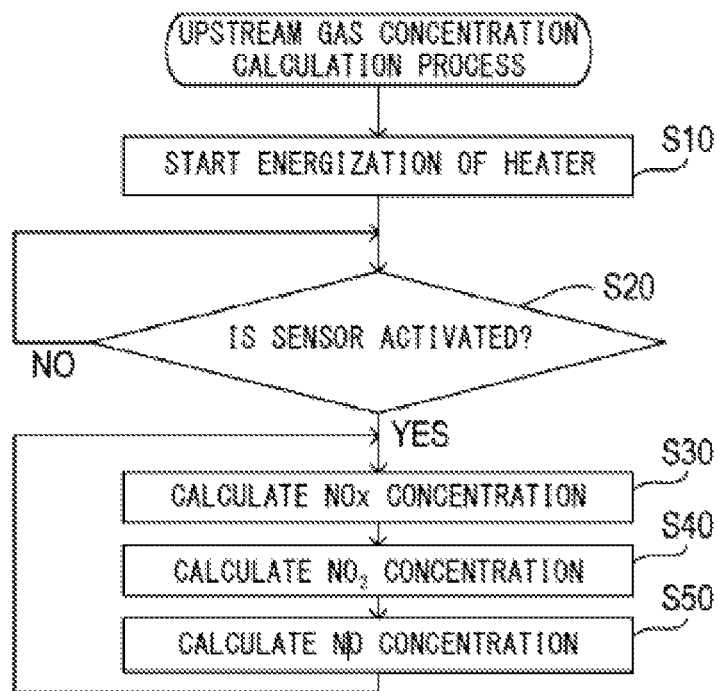 UPSTREAM GAS CONCENTRATION
CALCULATION PROCESS
S10
START ENERGIZATION OF HEATER
S20
IS SENSOR ACTIVATED?
NO
YES
S30
CALCULATE NOx CONCENTRATION
S40
CALCULATE NO₂ CONCENTRATION
S50
CALCULATE NO CONCENTRATION